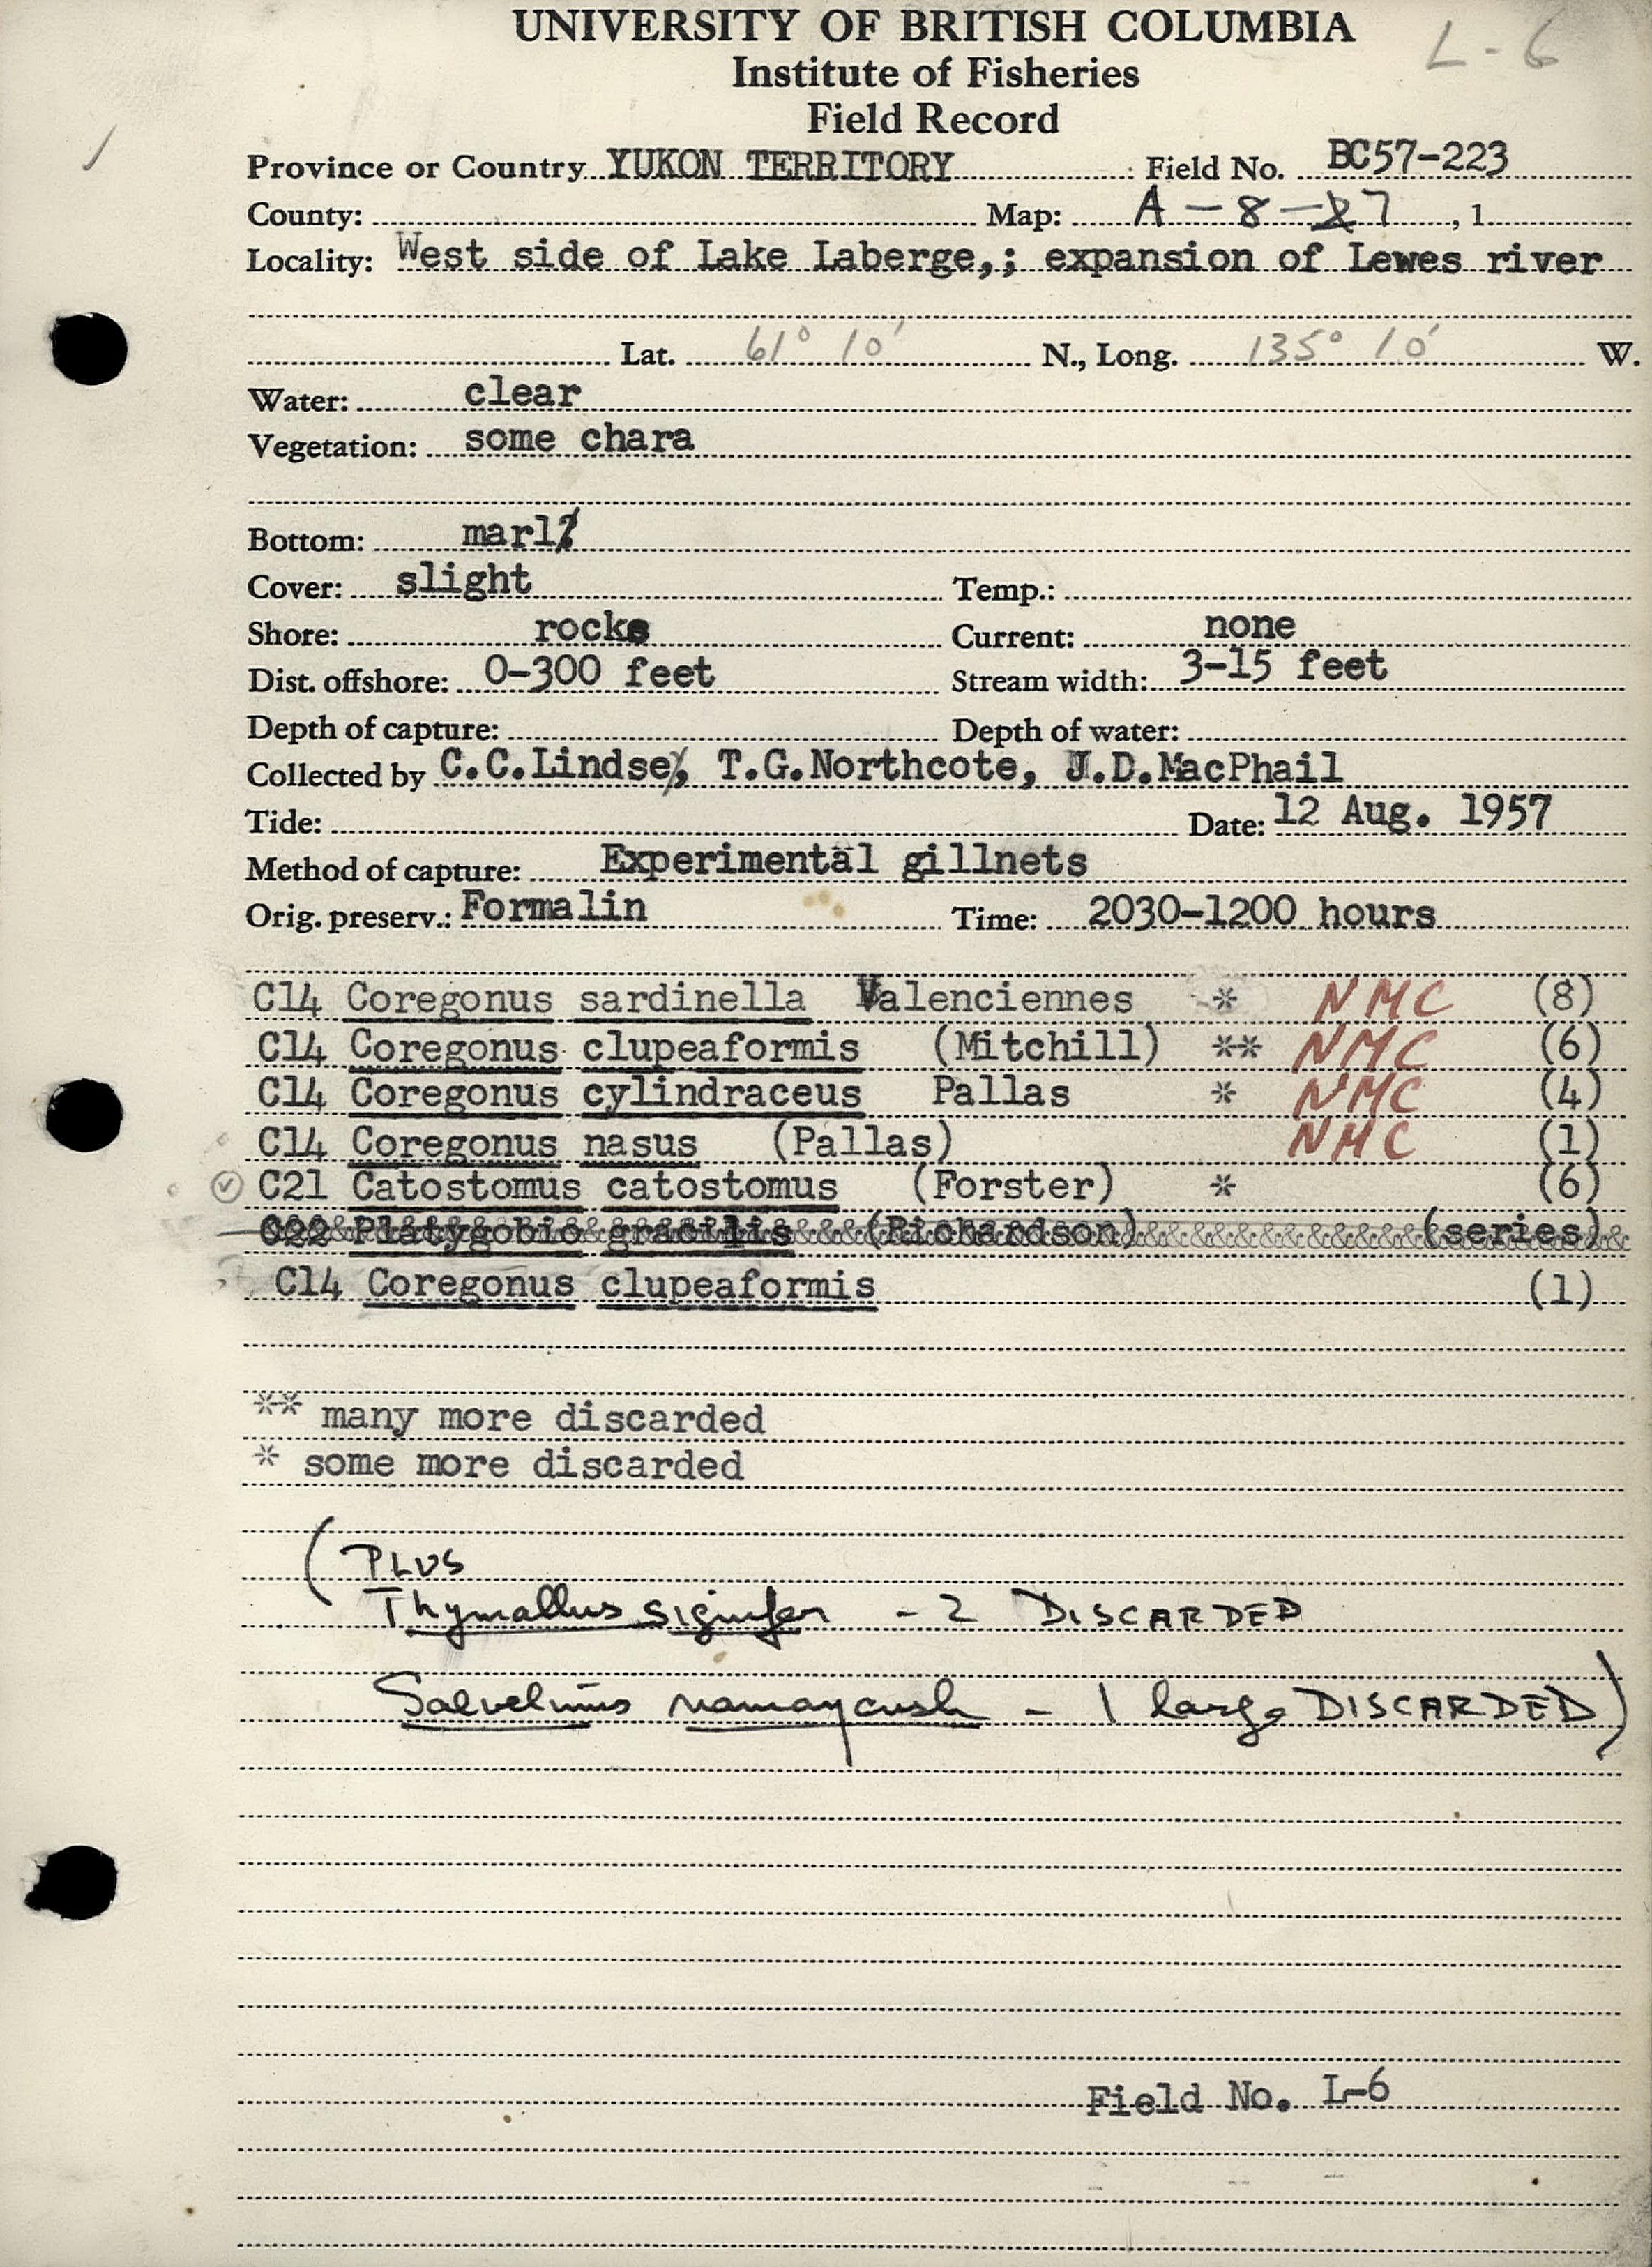 UNIVERSITY OF BRITISH COLUMBIA L-6
Institute of Fisheries
Field Record
Province or Country YUKON TERRITORY Field No. BC57-223
County: Map: A-8-27, 1
Locality: West side of Lake Laberge,; expansion of Lewes river
Lat. 61° 10' N., Long. 135° 10' W.
Water: clear
Vegetation: some chara
Bottom: marl?
Cover: slight Temp.:
Shore: rocks Current: none
Dist. offshore: 0-300 feet Stream width: 3-15 feet
Depth of capture: Depth of water:
Collected by C.C.Lindsey, T.G.Northcote, J.D.MacPhail
Tide: Date: 12 Aug. 1957
Method of capture: Experimental gillnets
Orig. preserv.: Formalin Time: 2030-1200 hours
C14 Coregonus sardinella Valenciennes * NMC (8)
C14 Coregonus clupeaformis (Mitchill) ** NMC (6)
C14 Coregonus cylindraceus Pallas * NMC (4)
C14 Coregonus nasus (Pallas) NMC (1)
C21 Catostomus catostomus (Forster) * (6)
C22 Platygobio gracilis (Richardson) (series)
C14 Coregonus clupeaformis (1)
** many more discarded
* some more discarded
(PLUS
Thymallus signifer - 2 DISCARDED
Salvelinus namaycush - 1 large DISCARDED)
Field No. L-6